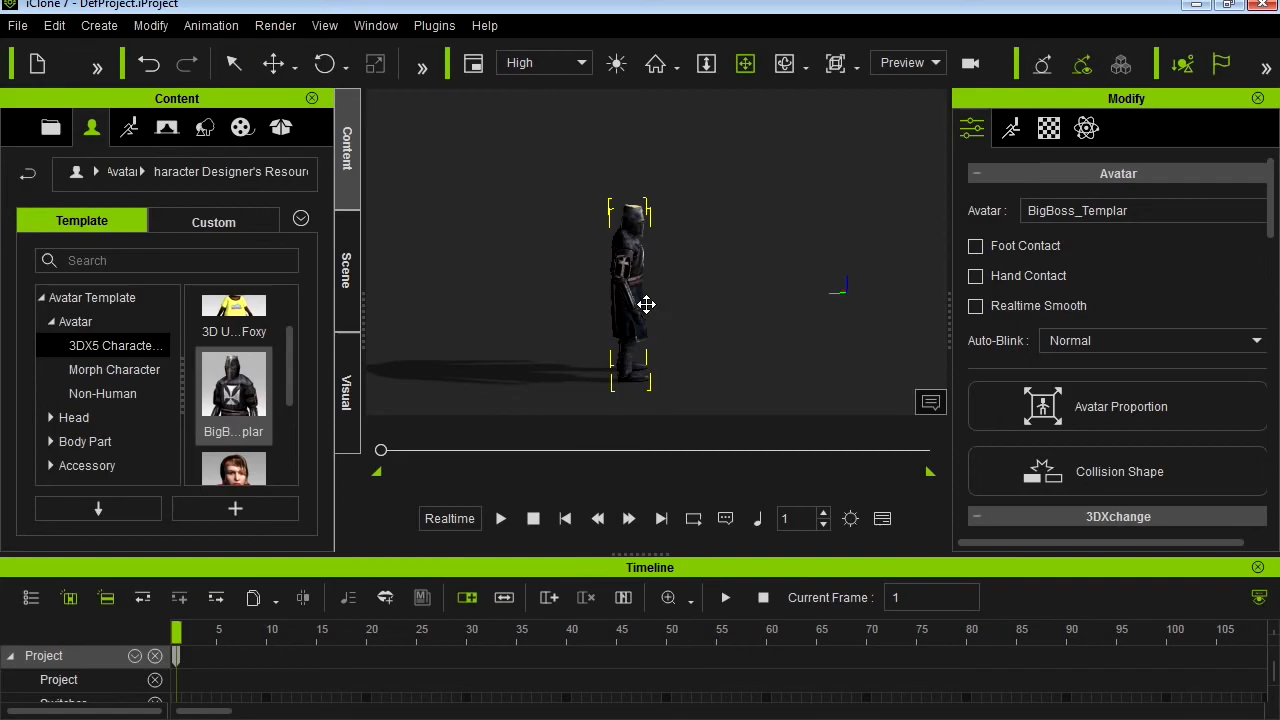 iClone 7 - DefProject.iProject
File Edit Create Modify Animation Render View Window Plugins Help
» » High Preview »
Content
Content
Scene
Visual
Avatar haracter Designer's Resour
Template Custom
Search
Avatar Template
Avatar
3DX5 Characte...
Morph Character
Non-Human
Head
Body Part
Accessory
3D U...Foxy
BigB...plar
Modify
Avatar
Avatar : BigBoss_Templar
Foot Contact
Hand Contact
Realtime Smooth
Auto-Blink : Normal
Avatar Proportion
Collision Shape
3DXchange
Realtime 1
Timeline
Current Frame : 1
5 10 15 20 25 30 35 40 45 50 55 60 65 70 75 80 85 90 95 100 105
Project
Project